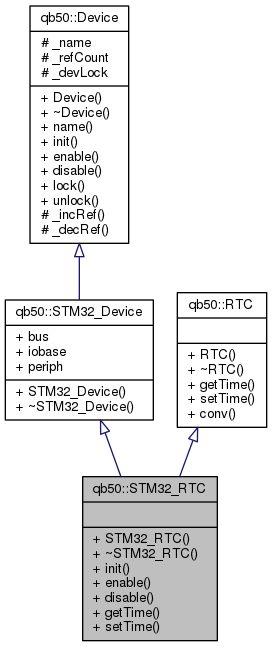 qb50::Device
# _name
# _refCount
# _devLock
+ Device()
+ ~Device()
+ name()
+ init()
+ enable()
+ disable()
+ lock()
+ unlock()
# _incRef()
# _decRef()
qb50::STM32_Device
+ bus
+ iobase
+ periph
+ STM32_Device()
+ ~STM32_Device()
qb50::RTC
+ RTC()
+ ~RTC()
+ getTime()
+ setTime()
+ conv()
qb50::STM32_RTC
+ STM32_RTC()
+ ~STM32_RTC()
+ init()
+ enable()
+ disable()
+ getTime()
+ setTime()